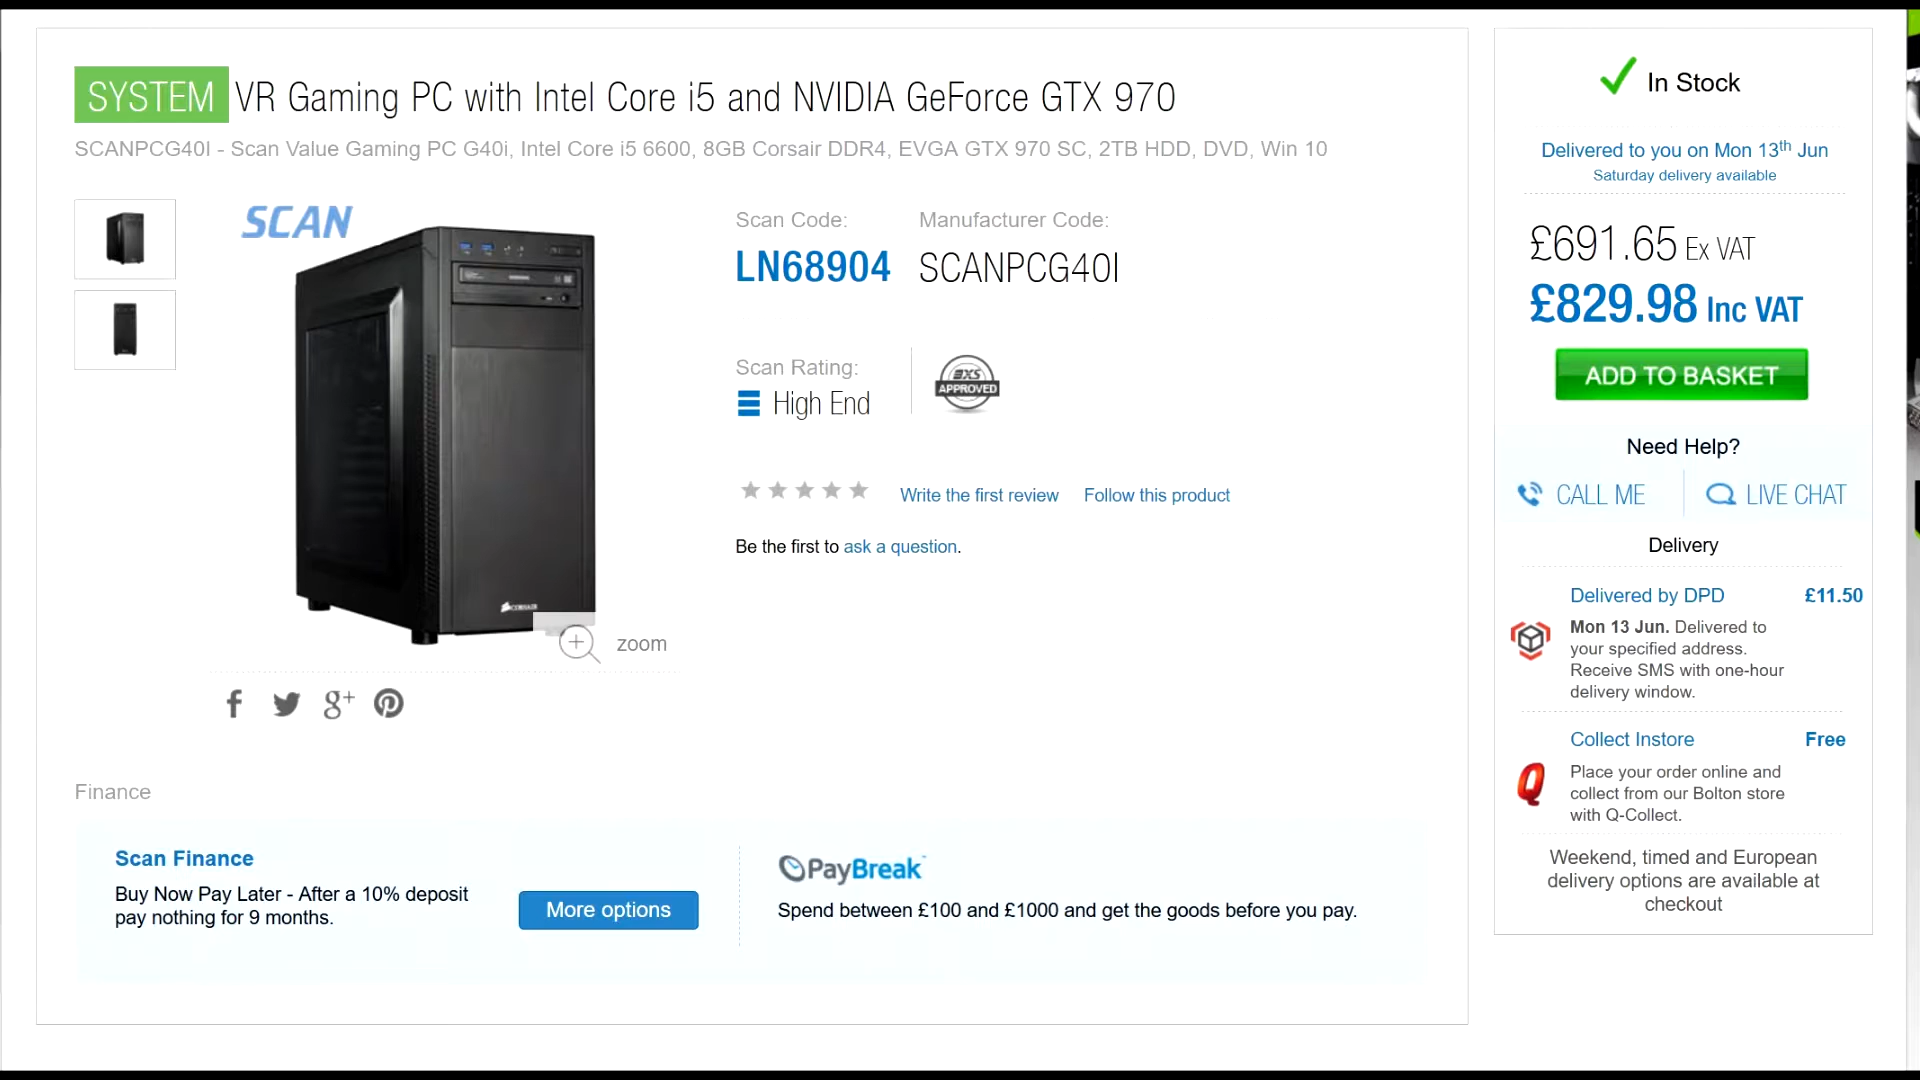 SYSTEM VR Gaming PC with Intel Core i5 and NVIDIA GeForce GTX 970
SCANPCG40I - Scan Value Gaming PC G40i, Intel Core i5 6600, 8GB Corsair DDR4, EVGA GTX 970 SC, 2TB HDD, DVD, Win 10
SCAN
CORSAIR
zoom
Scan Code:
LN68904
Manufacturer Code:
SCANPCG40I
Scan Rating:
High End
3XS
APPROVED
Write the first review
Follow this product
Be the first to ask a question.
Finance
Scan Finance
Buy Now Pay Later - After a 10% deposit
pay nothing for 9 months.
More options
PayBreak
Spend between £100 and £1000 and get the goods before you pay.
In Stock
Delivered to you on Mon 13th Jun
Saturday delivery available
£691.65 Ex VAT
£829.98 Inc VAT
ADD TO BASKET
Need Help?
CALL ME
LIVE CHAT
Delivery
Delivered by DPD £11.50
Mon 13 Jun. Delivered to
your specified address.
Receive SMS with one-hour
delivery window.
Collect Instore Free
Place your order online and
collect from our Bolton store
with Q-Collect.
Weekend, timed and European
delivery options are available at
checkout